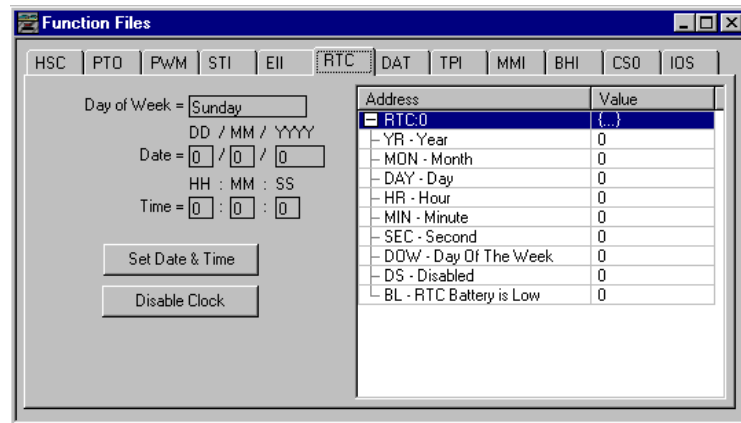 Function Files
HSC PTO PWM STI EII RTC DAT TPI MMI BHI CS0 IOS
Day of Week = Sunday
DD / MM / YYYY
Date = 0 / 0 / 0
HH : MM : SS
Time = 0 : 0 : 0
Set Date & Time
Disable Clock
Address Value
RTC:0 {...}
YR - Year 0
MON - Month 0
DAY - Day 0
HR - Hour 0
MIN - Minute 0
SEC - Second 0
DOW - Day Of The Week 0
DS - Disabled 0
BL - RTC Battery is Low 0